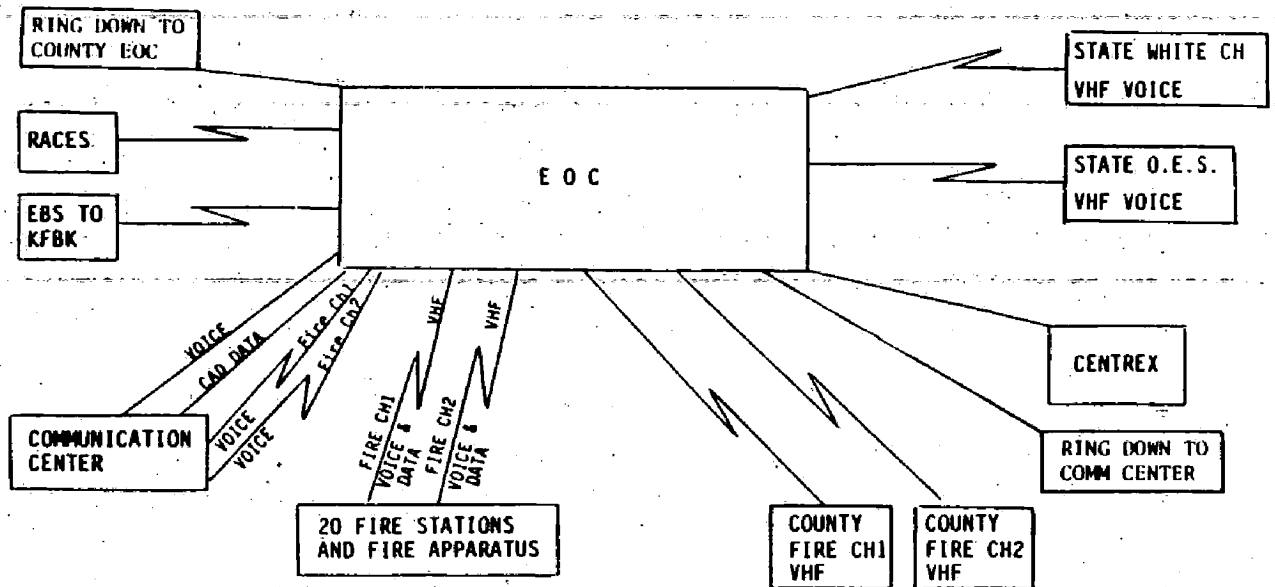 RING DOWN TO
COUNTY EOC
STATE WHITE CH
VHF VOICE
RACES
E O C
STATE O.E.S.
VHF VOICE
EBS TO
KFBK
VOICE
CAD DATA
Fire Ch1
Fire Ch2
VHF
VHF
VOICE
VOICE
FIRE CH1
VOICE &
DATA
FIRE CH2
VOICE &
DATA
CENTREX
COMMUNICATION
CENTER
RING DOWN TO
COMM CENTER
20 FIRE STATIONS
AND FIRE APPARATUS
COUNTY
FIRE CH1
VHF
COUNTY
FIRE CH2
VHF